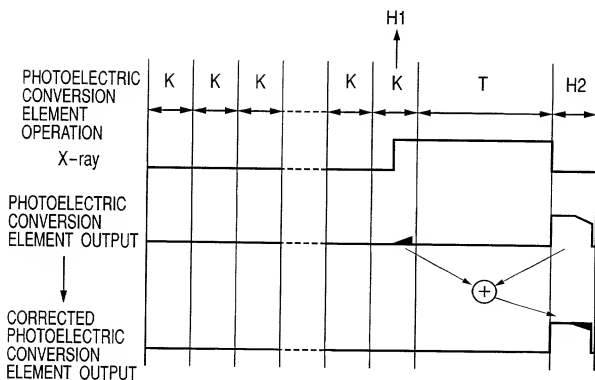 H1
PHOTOELECTRIC
CONVERSION
ELEMENT
OPERATION
K K K K K T H2
X-ray
PHOTOELECTRIC
CONVERSION
ELEMENT OUTPUT
+
CORRECTED
PHOTOELECTRIC
CONVERSION
ELEMENT OUTPUT